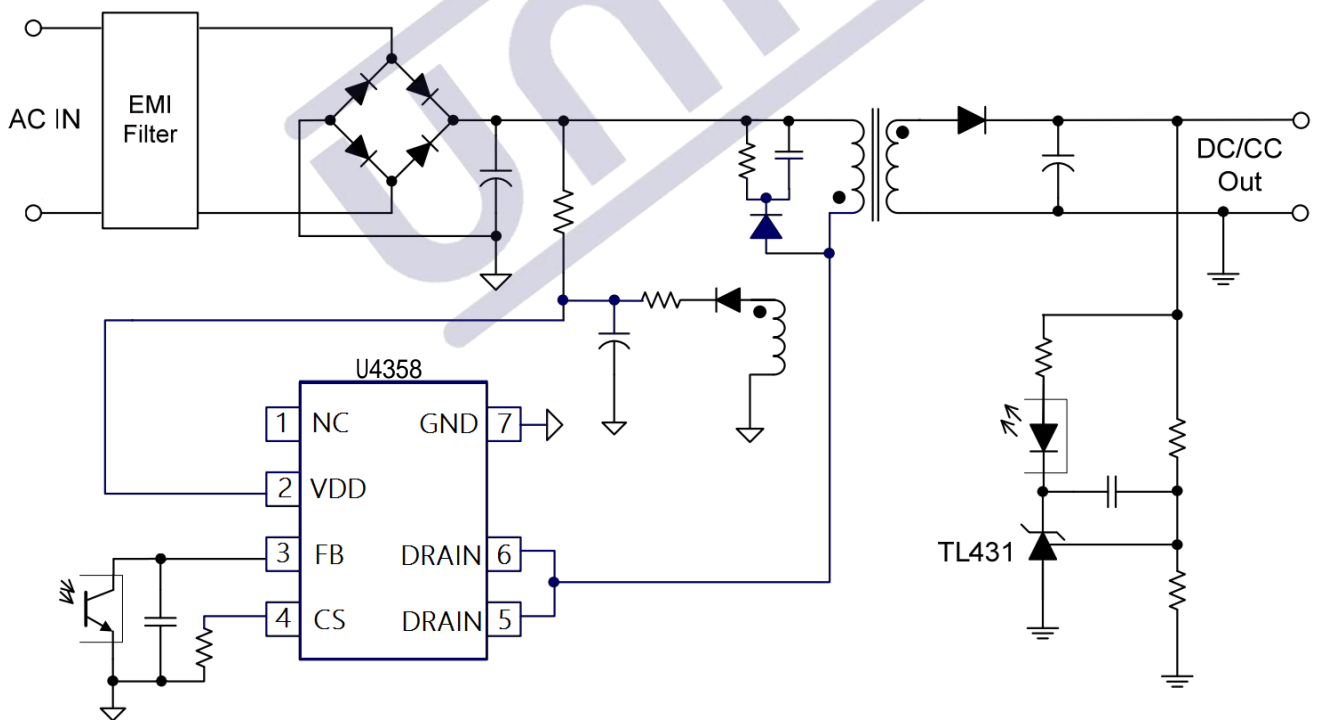 AC IN
EMI
Filter
DC/CC
Out
U4358
1 NC
GND 7
2 VDD
3 FB
DRAIN 6
4 CS
DRAIN 5
TL431